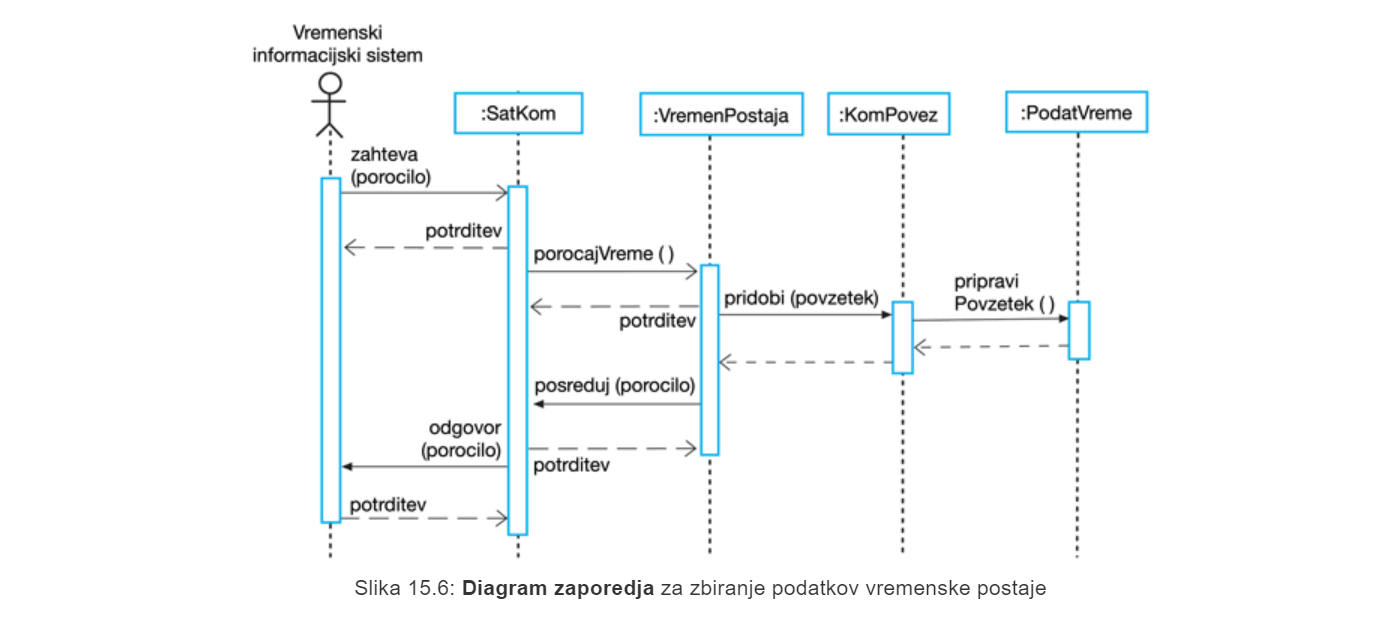 Vremenski
informacijski sistem
:SatKom
:VremenPostaja
:KomPovez
:PodatVreme
zahteva
(porocilo)
potrditev
porocajVreme ( )
pridobi (povzetek)
pripravi
Povzetek ( )
potrditev
posreduj (porocilo)
odgovor
(porocilo)
potrditev
potrditev
Slika 15.6: Diagram zaporedja za zbiranje podatkov vremenske postaje